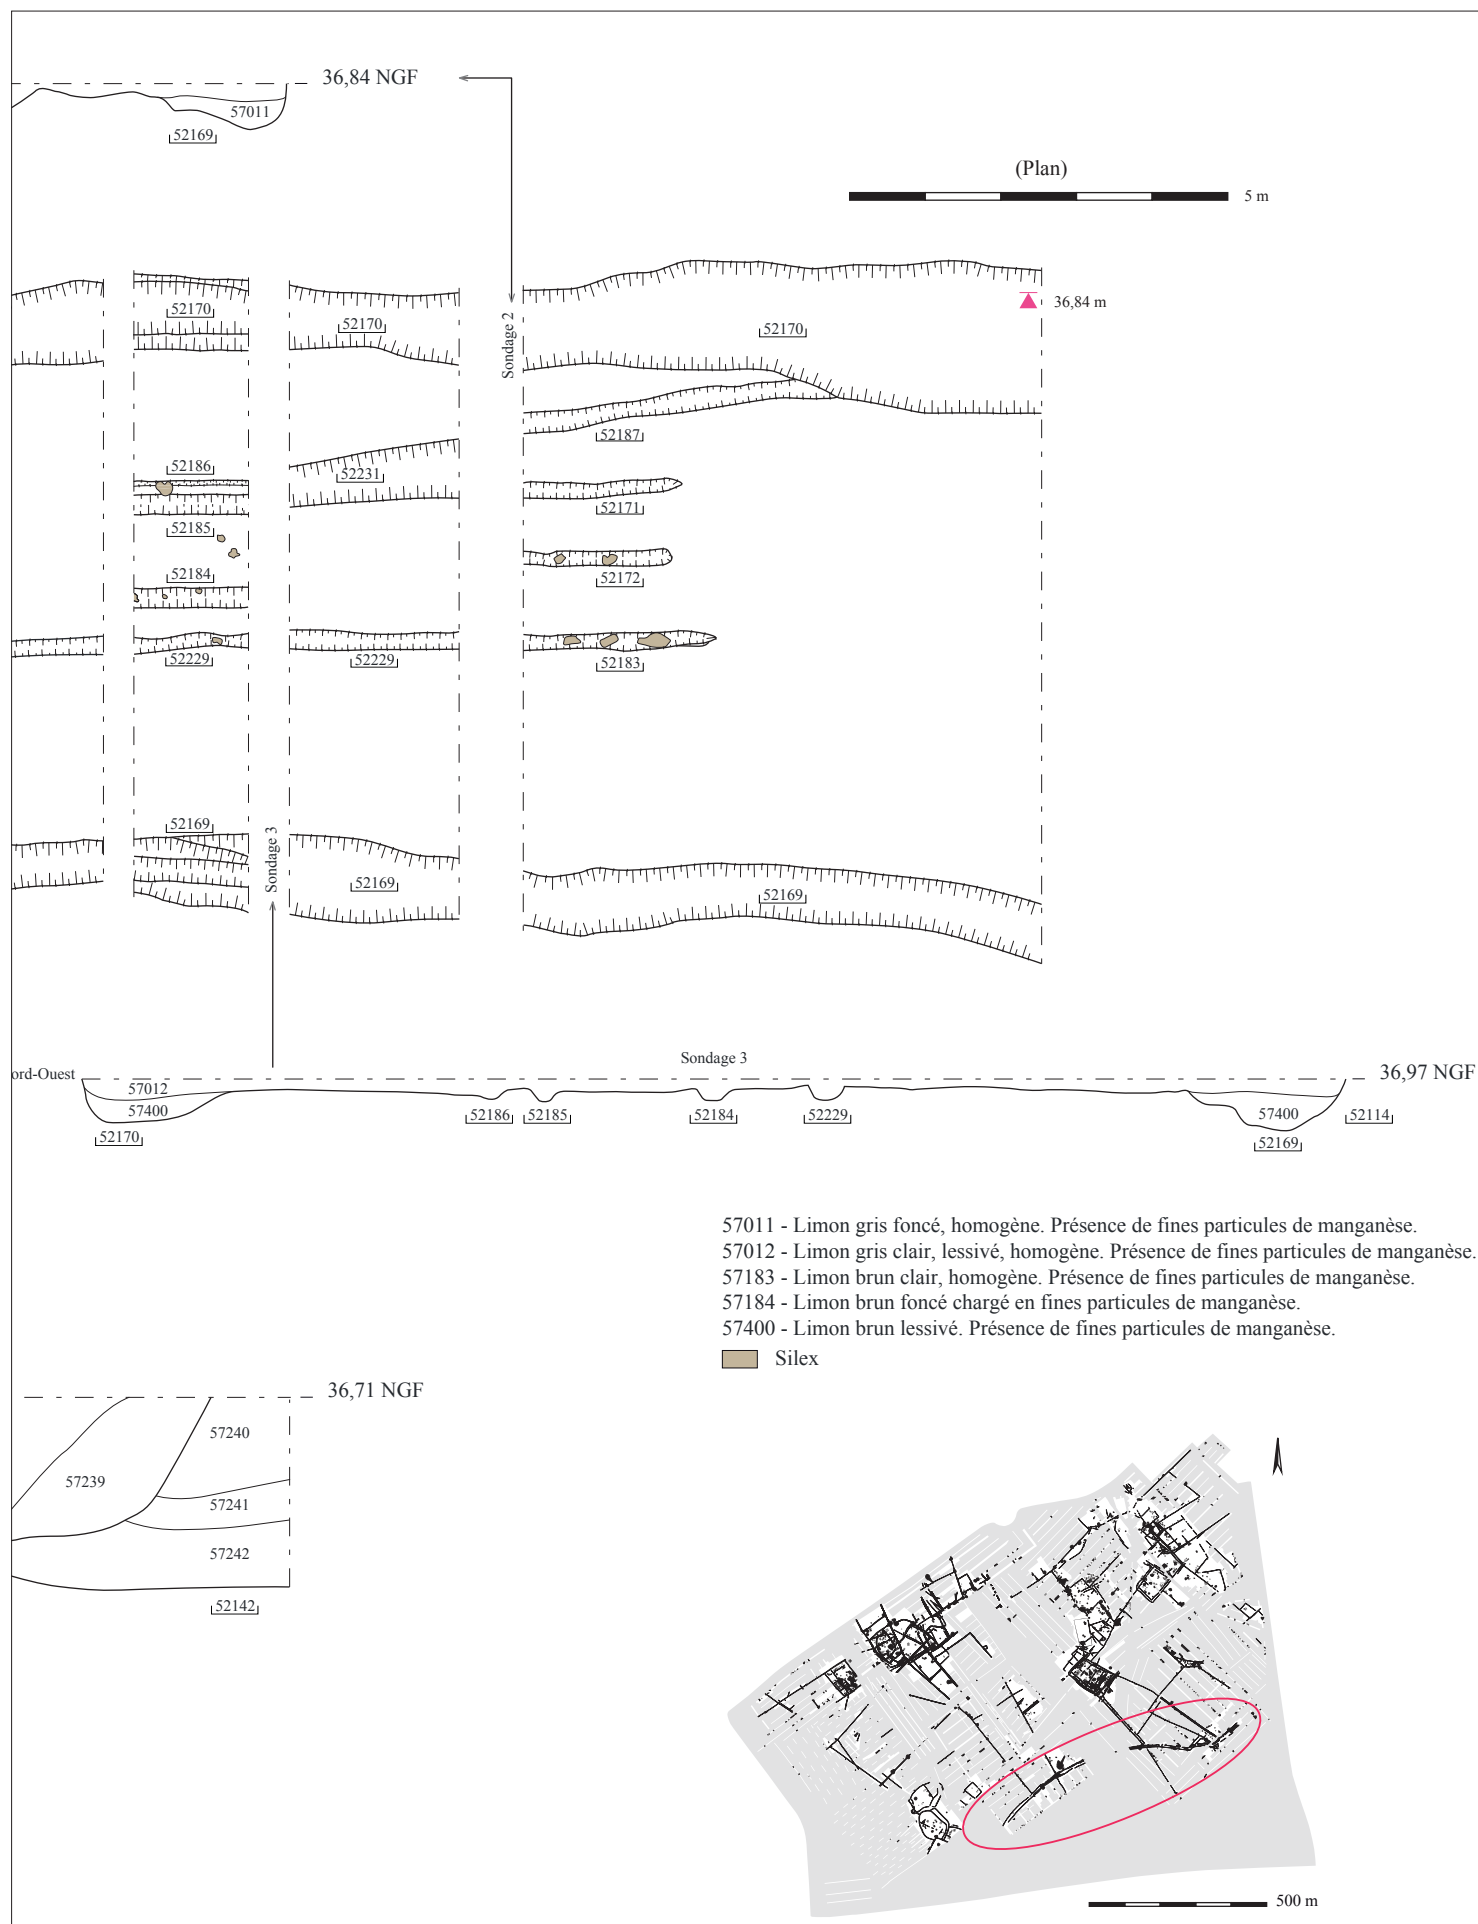 36,84 NGF
57011
52169
(Plan)
5 m
36,84 m
52170
52170
52170
Sondage 2
52187
52186
52231
52171
52185
52184
52172
52229
52229
52183
52169
Sondage 3
52169
52169
Sondage 3
ord-Ouest
36,97 NGF
57012
57400
52170
52186
52185
52184
52229
57400
52114
52169
57011 - Limon gris foncé, homogène. Présence de fines particules de manganèse.
57012 - Limon gris clair, lessivé, homogène. Présence de fines particules de manganèse.
57183 - Limon brun clair, homogène. Présence de fines particules de manganèse.
57184 - Limon brun foncé chargé en fines particules de manganèse.
57400 - Limon brun lessivé. Présence de fines particules de manganèse.
Silex
36,71 NGF
57240
57239
57241
57242
52142
500 m